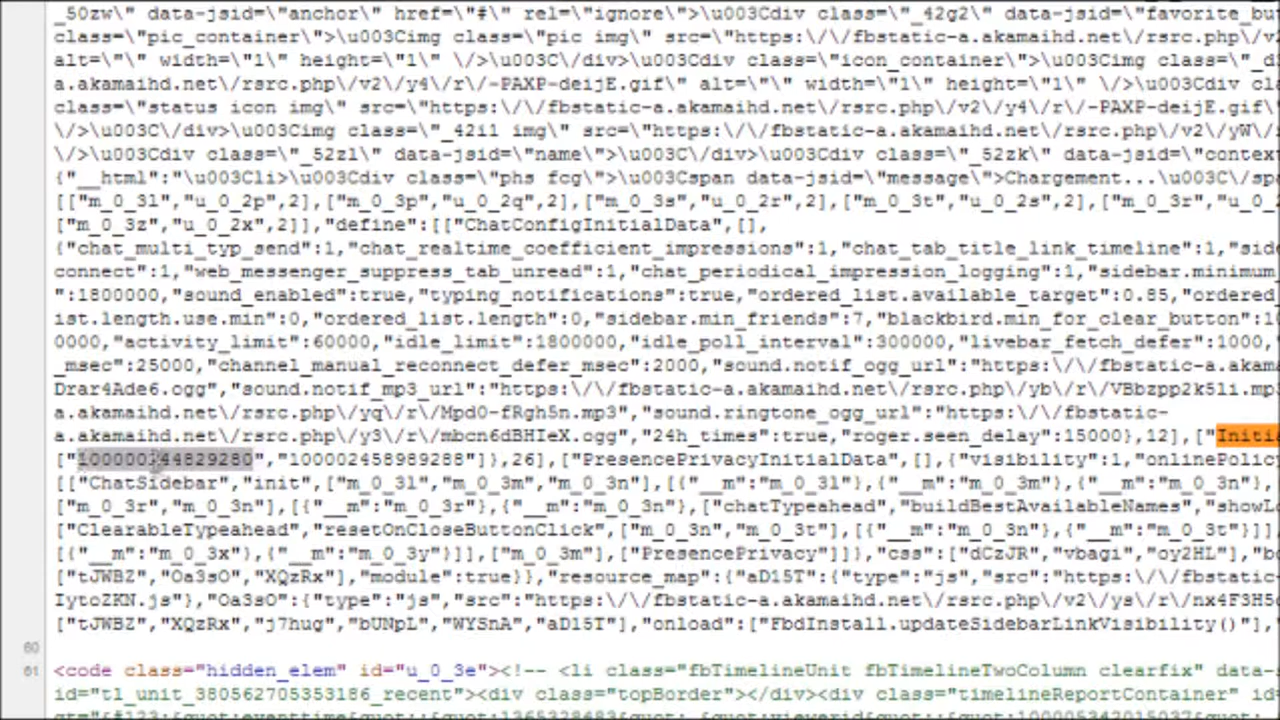 _50zw\" data-jsid=\"anchor\" href=\"#\" rel=\"ignore\">\u003Cdiv class=\"_42g2\" data-jsid=\"favorite_bu
class=\"pic_container\">\u003Cimg class=\"pic img\" src=\"https:\/\/fbstatic-a.akamaihd.net\/rsrc.php\/v2
alt=\"\" width=\"1\" height=\"1\" \/>\u003C\/div>\u003Cdiv class=\"icon_container\">\u003Cimg class=\"_d
a.akamaihd.net\/rsrc.php\/v2\/y4\/r\/-PAXP-deijE.gif\" alt=\"\" width=\"1\" height=\"1\" \/>\u003Cdiv cl
class=\"status icon img\" src=\"https:\/\/fbstatic-a.akamaihd.net\/rsrc.php\/v2\/y4\/r\/-PAXP-deijE.gif\
\/>\u003C\/div>\u003Cimg class=\"_42i1 img\" src=\"https:\/\/fbstatic-a.akamaihd.net\/rsrc.php\/v2\/yW\/
\/>\u003Cdiv class=\"_52zl\" data-jsid=\"name\">\u003C\/div>\u003Cdiv class=\"_52zk\" data-jsid=\"contex
{"__html":"\u003Cli>\u003Cdiv class=\"phs fcg\">\u003Cspan data-jsid=\"message\">Chargement...\u003C\/sp
[["m_0_3l","u_0_2p",2],["m_0_3p","u_0_2q",2],["m_0_3s","u_0_2r",2],["m_0_3t","u_0_2s",2],["m_0_3r","u_0_2
["m_0_3z","u_0_2x",2]],"define":[["ChatConfigInitialData",[],
{"chat_multi_typ_send":1,"chat_realtime_coefficient_impressions":1,"chat_tab_title_link_timeline":1,"sid
connect":1,"web_messenger_suppress_tab_unread":1,"chat_periodical_impression_logging":1,"sidebar.minimum
":1800000,"sound_enabled":true,"typing_notifications":true,"ordered_list.available_target":0.85,"ordered
ist.length.use.min":0,"ordered_list.length":0,"sidebar.min_friends":7,"blackbird.min_for_clear_button":1
0000,"activity_limit":60000,"idle_limit":1800000,"idle_poll_interval":300000,"livebar_fetch_defer":1000,
_msec":25000,"channel_manual_reconnect_defer_msec":2000,"sound.notif_ogg_url":"https:\/\/fbstatic-a.akama
Drar4Ade6.ogg","sound.notif_mp3_url":"https:\/\/fbstatic-a.akamaihd.net\/rsrc.php\/yb\/r\/VBbzpp2k5li.mp
a.akamaihd.net\/rsrc.php\/yq\/r\/Mpd0-fRgh5n.mp3","sound.ringtone_ogg_url":"https:\/\/fbstatic-
a.akamaihd.net\/rsrc.php\/y3\/r\/mbcn6dBHIeX.ogg","24h_times":true,"roger.seen_delay":15000},12],["Initia
[" ","100002458989288"]},26],["PresencePrivacyInitialData",[],{"visibility":1,"onlinePolic
[["ChatSidebar","init",["m_0_3l","m_0_3m","m_0_3n"],[{"__m":"m_0_3l"},{"__m":"m_0_3m"},{"__m":"m_0_3n"},
["m_0_3r","m_0_3n"],[{"__m":"m_0_3r"},{"__m":"m_0_3n"},["chatTypeahead","buildBestAvailableNames","showL
["ClearableTypeahead","resetOnCloseButtonClick",["m_0_3n","m_0_3t"],[{"__m":"m_0_3n"},{"__m":"m_0_3t"}]]
[{"__m":"m_0_3x"},{"__m":"m_0_3y"}]],["m_0_3m"],["PresencePrivacy"]]},"css":["dCzJR","vbagi","oy2HL"],"b
["tJWBZ","Oa3sO","XQzRx"],"module":true}},"resource_map":{"aD15T":{"type":"js","src":"https:\/\/fbstatic
IytoZKN.js"},"Oa3sO":{"type":"js","src":"https:\/\/fbstatic-a.akamaihd.net\/rsrc.php\/v2\/ys\/r\/nx4F3H5
["tJWBZ","XQzRx","j7hug","bUNpL","WYSnA","aD15T"],"onload":["FbdInstall.updateSidebarLinkVisibility()"],
60
61 <code class="hidden_elem" id="u_0_3e"><!-- <li class="fbTimelineUnit fbTimelineTwoColumn clearfix" data-
id="tl_unit_380562705353186_recent"><div class="topBorder"></div><div class="timelineReportContainer" id